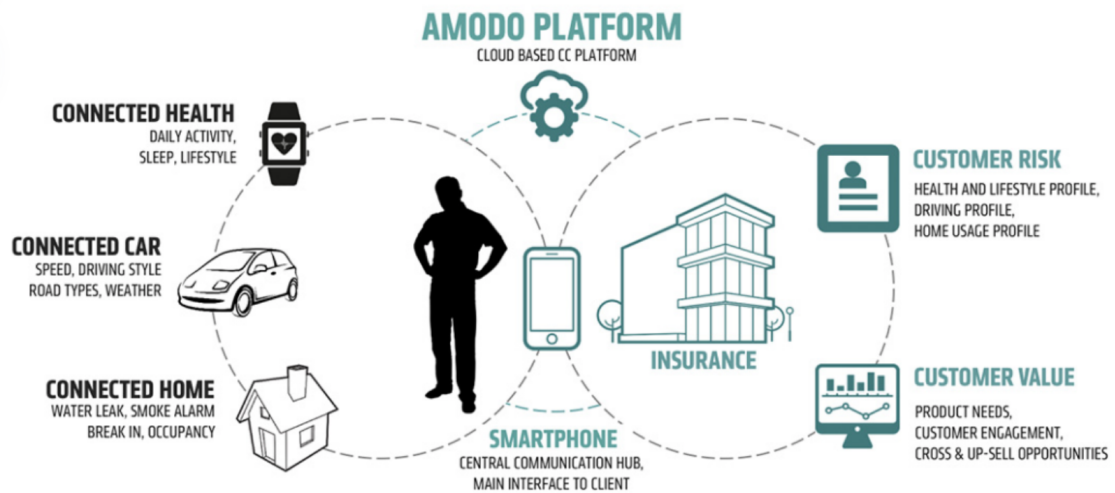 AMODO PLATFORM
CLOUD BASED CC PLATFORM
CONNECTED HEALTH
DAILY ACTIVITY,
SLEEP, LIFESTYLE
CONNECTED CAR
SPEED, DRIVING STYLE
ROAD TYPES, WEATHER
CONNECTED HOME
WATER LEAK, SMOKE ALARM
BREAK IN, OCCUPANCY
SMARTPHONE
CENTRAL COMMUNICATION HUB,
MAIN INTERFACE TO CLIENT
INSURANCE
CUSTOMER RISK
HEALTH AND LIFESTYLE PROFILE,
DRIVING PROFILE,
HOME USAGE PROFILE
CUSTOMER VALUE
PRODUCT NEEDS,
CUSTOMER ENGAGEMENT,
CROSS & UP-SELL OPPORTUNITIES